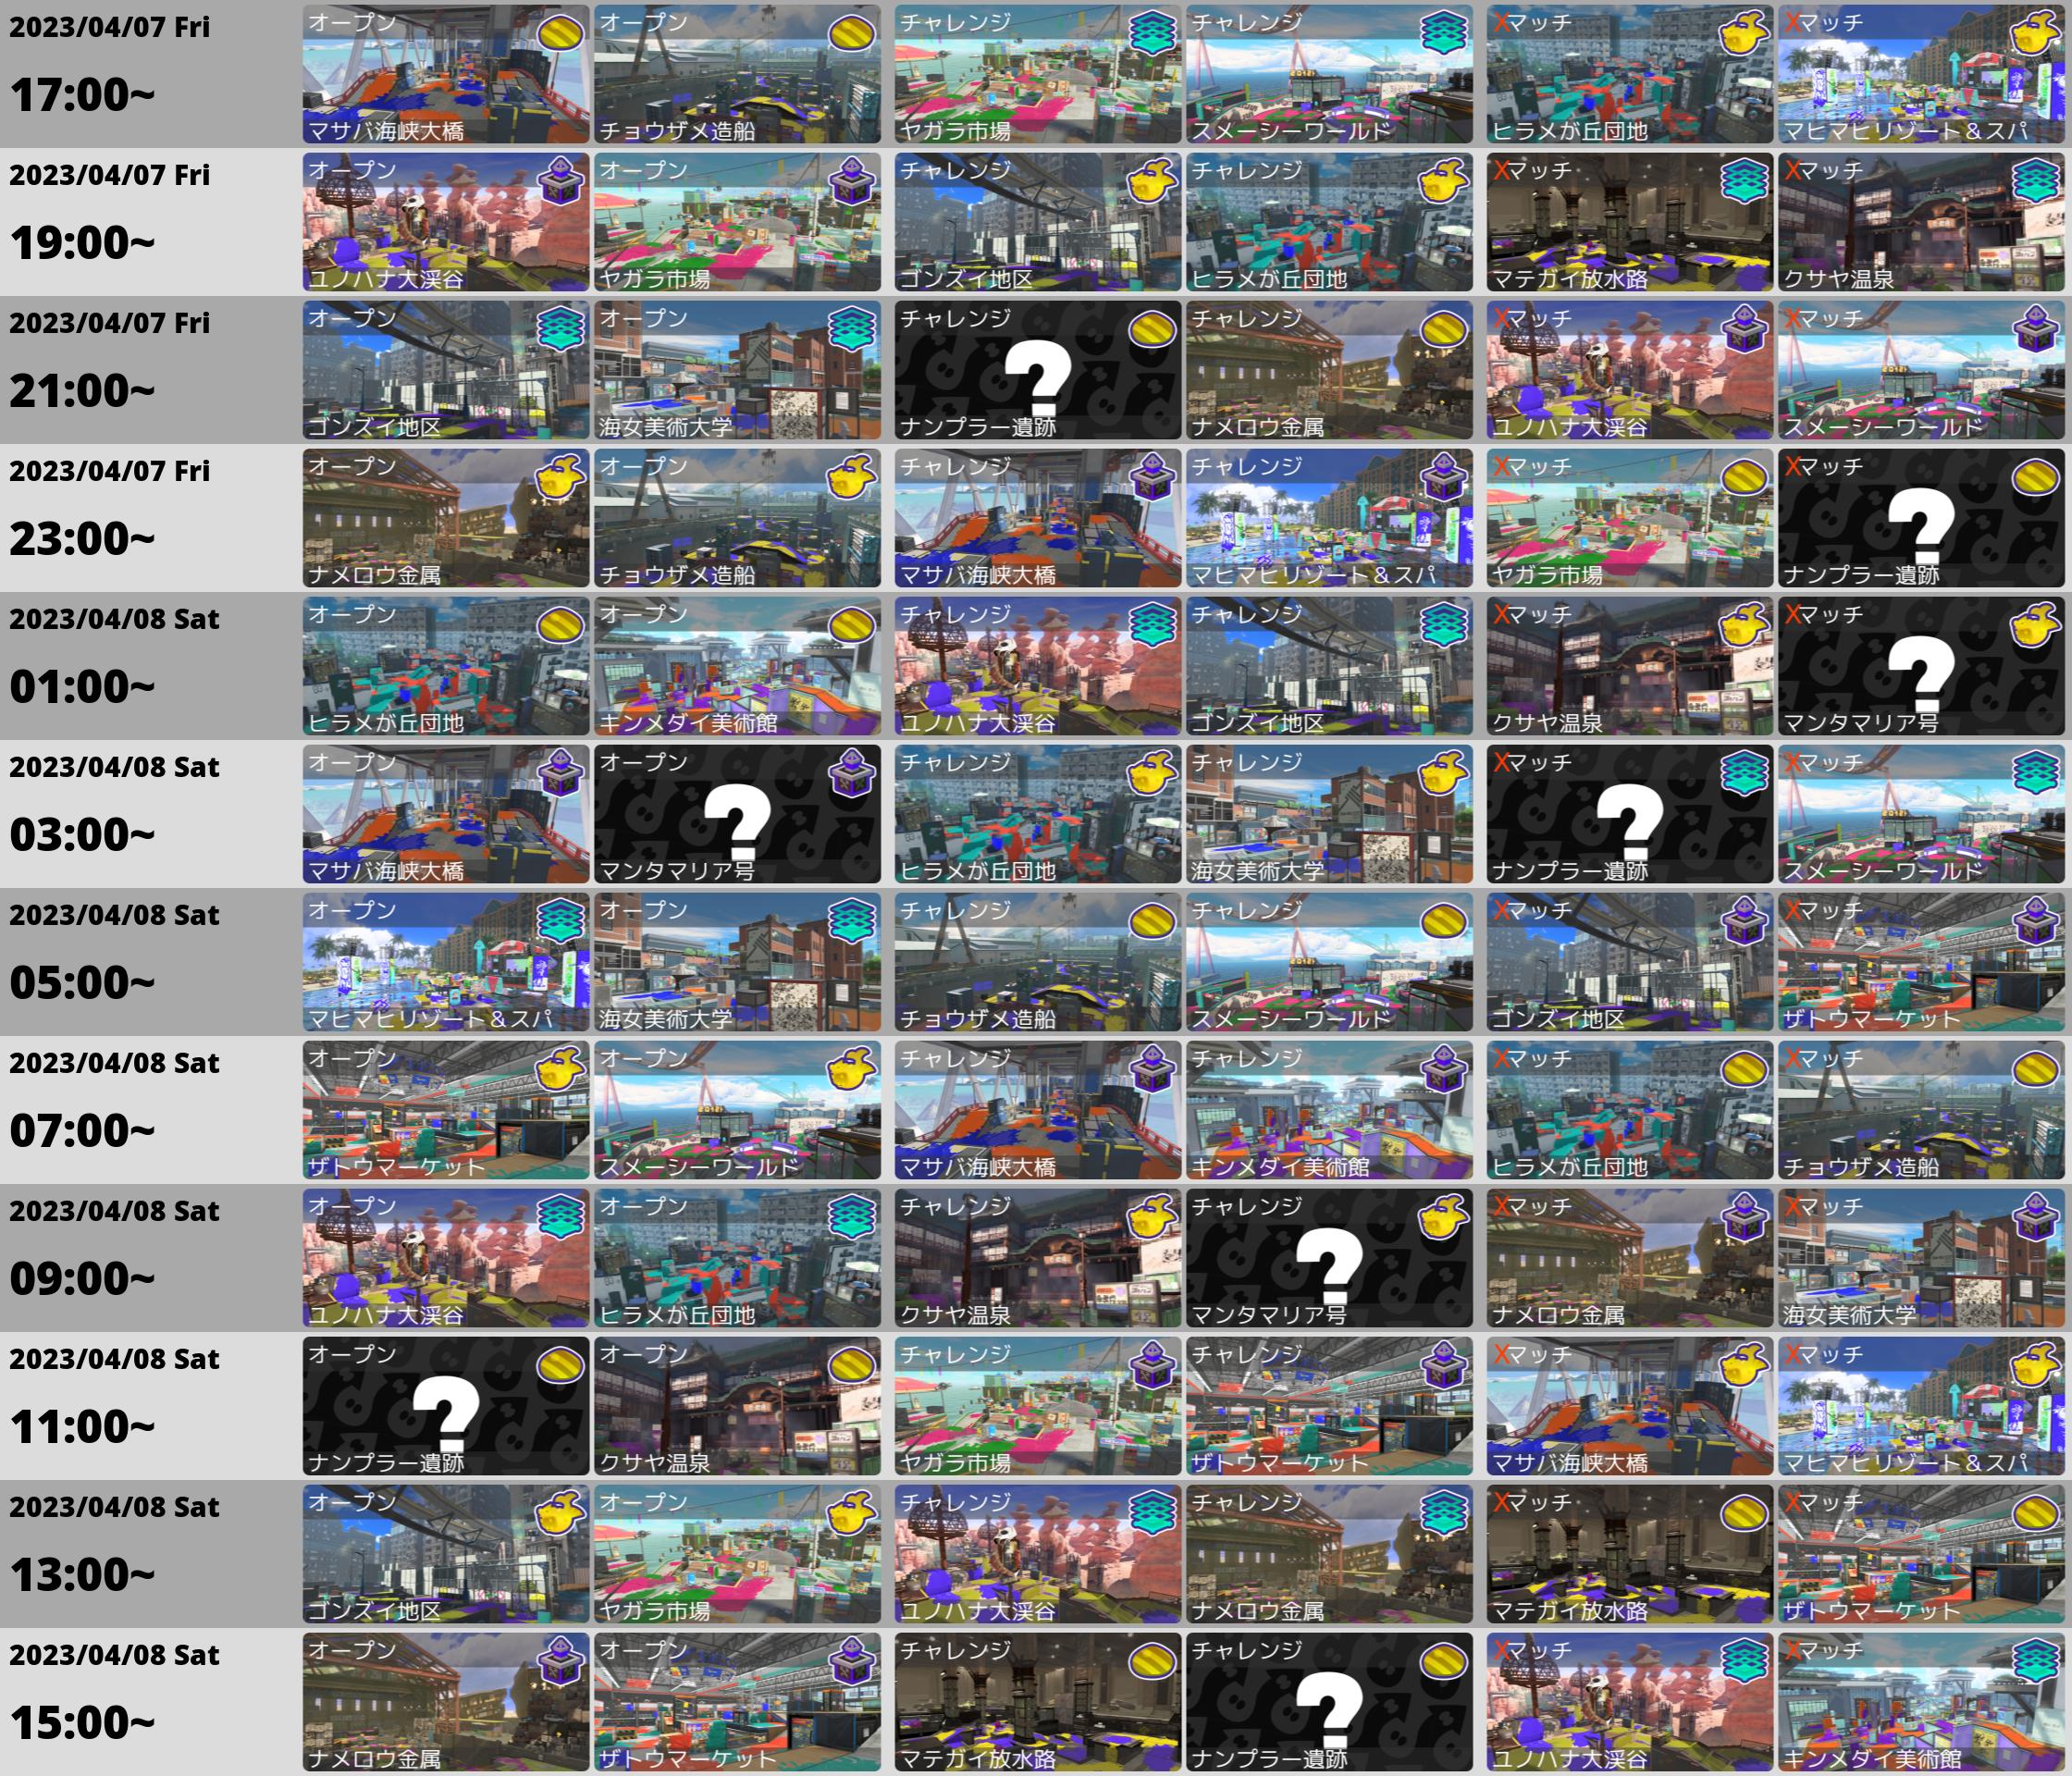 2023/04/07 Fri
17:00~
オープン
マサバ海峡大橋
オープン
チョウザメ造船
チャレンジ
ヤガラ市場
チャレンジ
スメーシーワールド
Xマッチ
ヒラメが丘団地
Xマッチ
マヒマヒリゾート&スパ
2023/04/07 Fri
19:00~
オープン
ユノハナ大渓谷
オープン
ヤガラ市場
チャレンジ
ゴンズイ地区
チャレンジ
ヒラメが丘団地
Xマッチ
マテガイ放水路
Xマッチ
クサヤ温泉
2023/04/07 Fri
21:00~
オープン
ゴンズイ地区
オープン
海女美術大学
チャレンジ
?
ナンプラー遺跡
チャレンジ
ナメロウ金属
Xマッチ
ユノハナ大渓谷
Xマッチ
スメーシーワールド
2023/04/07 Fri
23:00~
オープン
ナメロウ金属
オープン
チョウザメ造船
チャレンジ
マサバ海峡大橋
チャレンジ
マヒマヒリゾート&スパ
Xマッチ
ヤガラ市場
Xマッチ
?
ナンプラー遺跡
2023/04/08 Sat
01:00~
オープン
ヒラメが丘団地
オープン
キンメダイ美術館
チャレンジ
ユノハナ大渓谷
チャレンジ
ゴンズイ地区
Xマッチ
クサヤ温泉
Xマッチ
?
マンタマリア号
2023/04/08 Sat
03:00~
オープン
マサバ海峡大橋
オープン
?
マンタマリア号
チャレンジ
ヒラメが丘団地
チャレンジ
海女美術大学
Xマッチ
?
ナンプラー遺跡
Xマッチ
スメーシーワールド
2023/04/08 Sat
05:00~
オープン
マヒマヒリゾート&スパ
オープン
海女美術大学
チャレンジ
チョウザメ造船
チャレンジ
スメーシーワールド
Xマッチ
ゴンズイ地区
Xマッチ
ザトウマーケット
2023/04/08 Sat
07:00~
オープン
ザトウマーケット
オープン
スメーシーワールド
チャレンジ
マサバ海峡大橋
チャレンジ
キンメダイ美術館
Xマッチ
ヒラメが丘団地
Xマッチ
チョウザメ造船
2023/04/08 Sat
09:00~
オープン
ユノハナ大渓谷
オープン
ヒラメが丘団地
チャレンジ
クサヤ温泉
チャレンジ
?
マンタマリア号
Xマッチ
ナメロウ金属
Xマッチ
海女美術大学
2023/04/08 Sat
11:00~
オープン
?
ナンプラー遺跡
オープン
クサヤ温泉
チャレンジ
ヤガラ市場
チャレンジ
ザトウマーケット
Xマッチ
マサバ海峡大橋
Xマッチ
マヒマヒリゾート&スパ
2023/04/08 Sat
13:00~
オープン
ゴンズイ地区
オープン
ヤガラ市場
チャレンジ
ユノハナ大渓谷
チャレンジ
ナメロウ金属
Xマッチ
マテガイ放水路
Xマッチ
ザトウマーケット
2023/04/08 Sat
15:00~
オープン
ナメロウ金属
オープン
ザトウマーケット
チャレンジ
マテガイ放水路
チャレンジ
?
ナンプラー遺跡
Xマッチ
ユノハナ大渓谷
Xマッチ
キンメダイ美術館